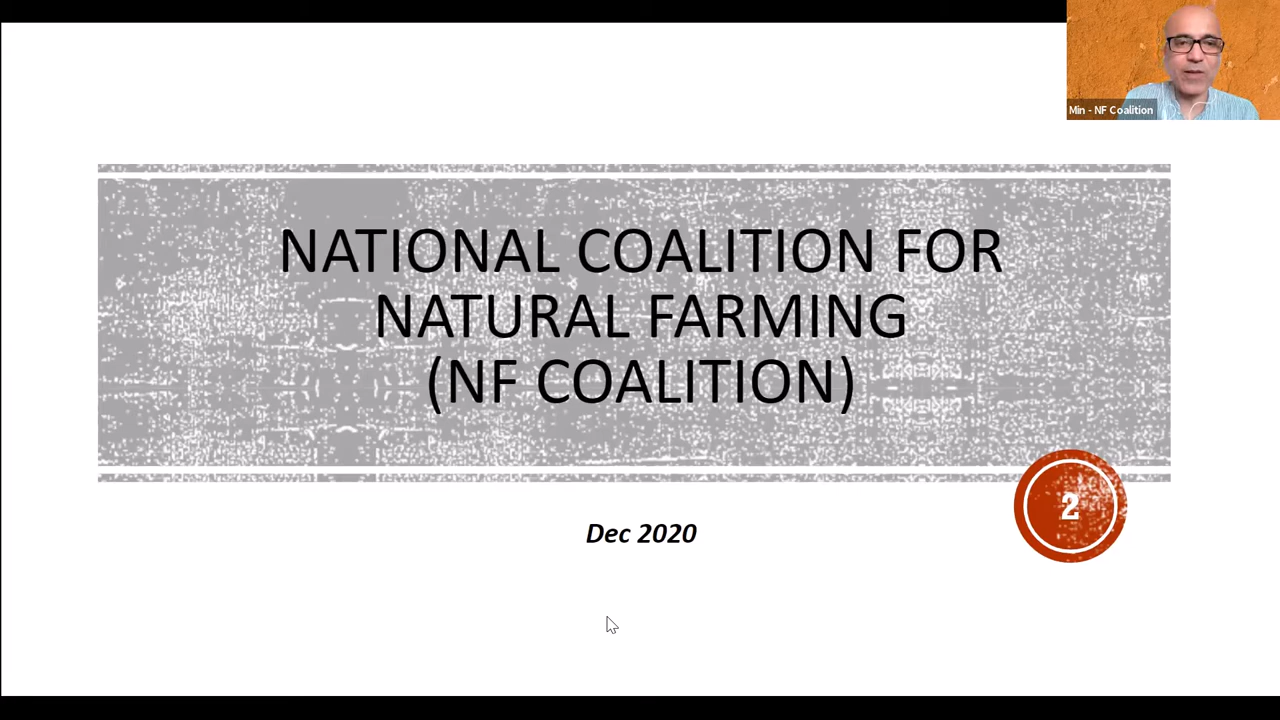 Min - NF Coalition
NATIONAL COALITION FOR
NATURAL FARMING
(NF COALITION)
2
Dec 2020